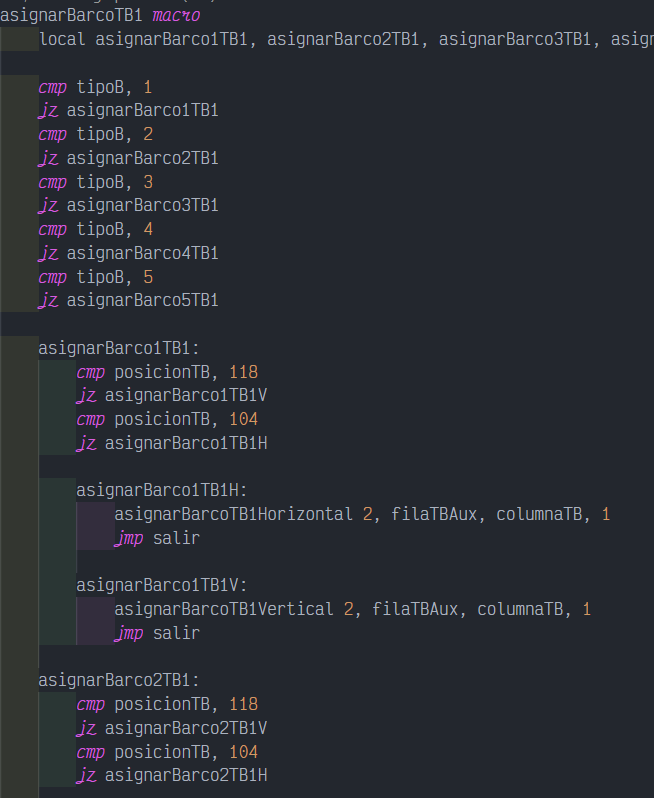 asignarBarcoTB1 macro
local asignarBarco1TB1, asignarBarco2TB1, asignarBarco3TB1,
cmp tipoB, 1
jz asignarBarco1TB1
cmp tipoB, 2
jz asignarBarco2TB1
cmp tipoB, 3
jz asignarBarco3TB1
cmp tipoB, 4
jz asignarBarco4TB1
cmp tipoB, 5
jz asignarBarco5TB1
asignarBarco1TB1:
cmp posicionTB, 118
jz asignarBarco1TB1V
cmp posicionTB, 104
jz asignarBarco1TB1H
asignarBarco1TB1H:
asignarBarcoTB1Horizontal 2, filaTBAux, columnaTB, 1
jmp salir
asignarBarco1TB1V:
asignarBarcoTB1Vertical 2, filaTBAux, columnaTB, 1
jmp salir
asignarBarco2TB1:
cmp posicionTB, 118
jz asignarBarco2TB1V
cmp posicionTB, 104
jz asignarBarco2TB1H